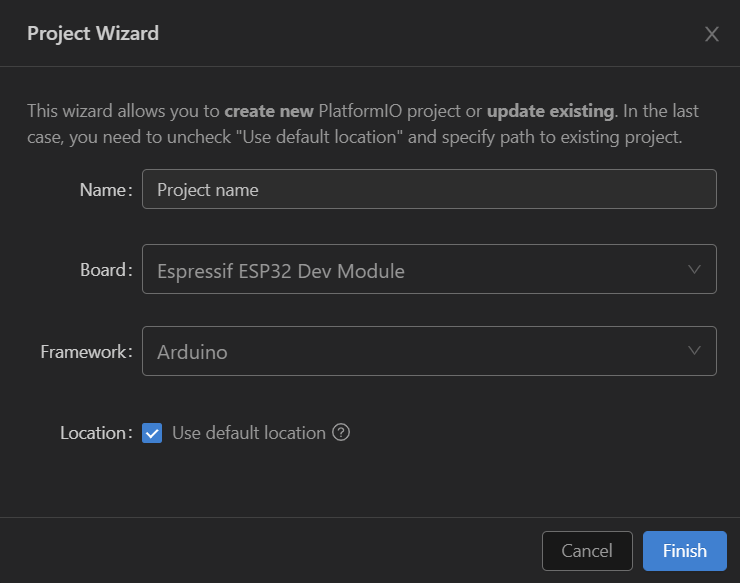 Project Wizard
This wizard allows you to create new PlatformIO project or update existing. In the last
case, you need to uncheck "Use default location" and specify path to existing project.
Name: Project name
Board: Espressif ESP32 Dev Module
Framework: Arduino
Location: Use default location
Cancel Finish